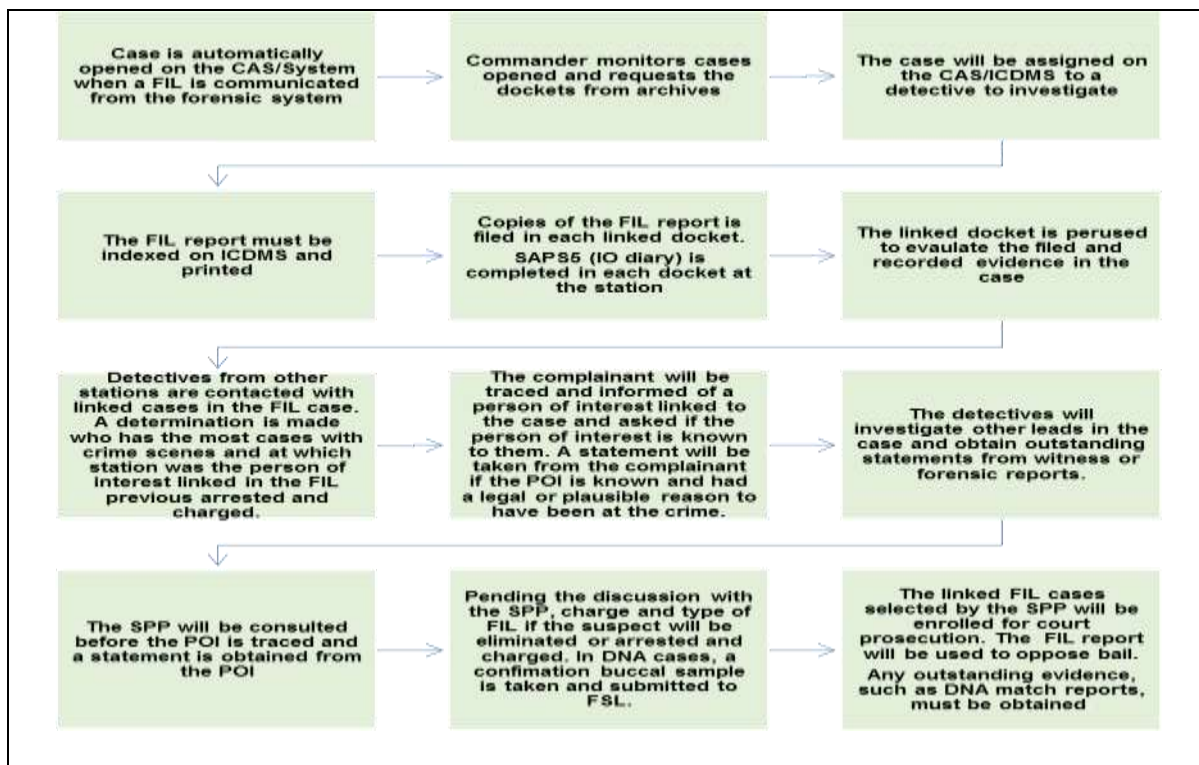 Case is automatically
opened on the CAS/System
when a FIL is communicated
from the forensic system
Commander monitors cases
opened and requests the
dockets from archives
The case will be assigned on
the CAS/ICDMS to a
detective to investigate
The FIL report must be
indexed on ICDMS and
printed
Copies of the FIL report is
filed in each linked docket.
SAPS5 (IO diary) is
completed in each docket at
the station
The linked docket is perused
to evaulate the filed and
recorded evidence in the
case
Detectives from other
stations are contacted with
linked cases in the FIL case.
A determination is made
who has the most cases with
crime scenes and at which
station was the person of
interest linked in the FIL
previous arrested and
charged.
The complainant will be
traced and informed of a
person of interest linked to
the case and asked if the
person of interest is known
to them. A statement will be
taken from the complainant
if the POI is known and had
a legal or plausible reason to
have been at the crime.
The detectives will
investigate other leads in the
case and obtain outstanding
statements from witness or
forensic reports.
The SPP will be consulted
before the POI is traced and
a statement is obtained from
the POI
Pending the discussion with
the SPP, charge and type of
FIL if the suspect will be
eliminated or arrested and
charged. In DNA cases, a
confimation buccal sample
is taken and submitted to
FSL.
The linked FIL cases
selected by the SPP will be
enrolled for court
prosecution. The FIL report
will be used to oppose bail.
Any outstanding evidence,
such as DNA match reports,
must be obtained